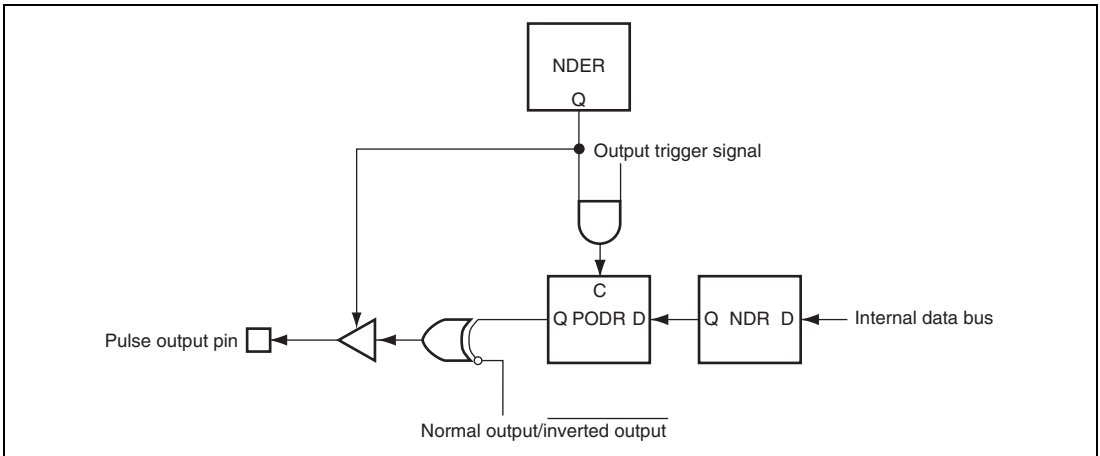 NDER
Q
Output trigger signal
C
Q PODR D
Q NDR D
Internal data bus
Pulse output pin
Normal output/inverted output